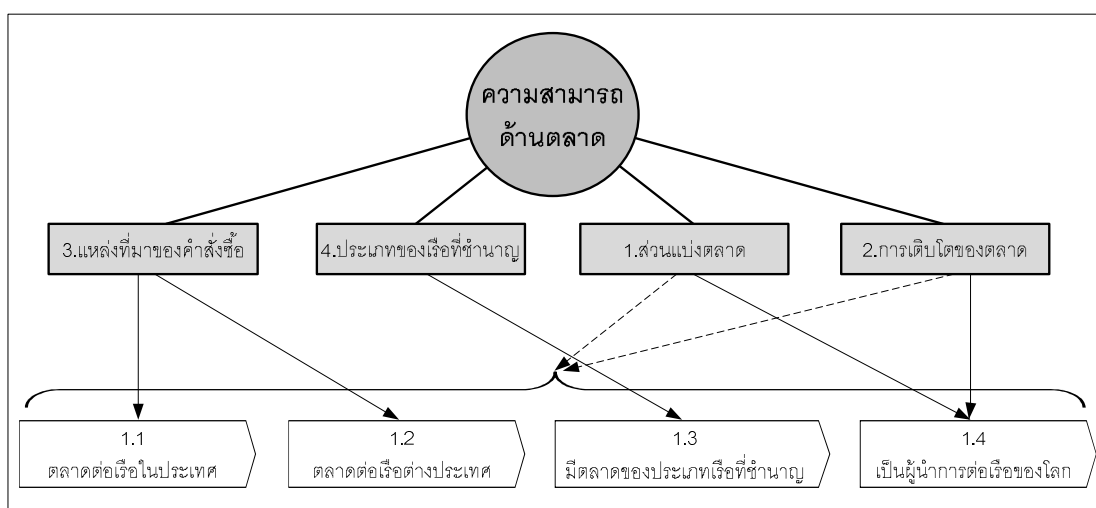 ความสามารถ
ด้านตลาด
3.แหล่งที่มาของคำสั่งซื้อ
4.ประเภทของเรือที่ชำนาญ
1.ส่วนแบ่งตลาด
2.การเติบโตของตลาด
1.1
ตลาดต่อเรือในประเทศ
1.2
ตลาดต่อเรือต่างประเทศ
1.3
มีตลาดของประเภทเรือที่ชำนาญ
1.4
เป็นผู้นำการต่อเรือของโลก